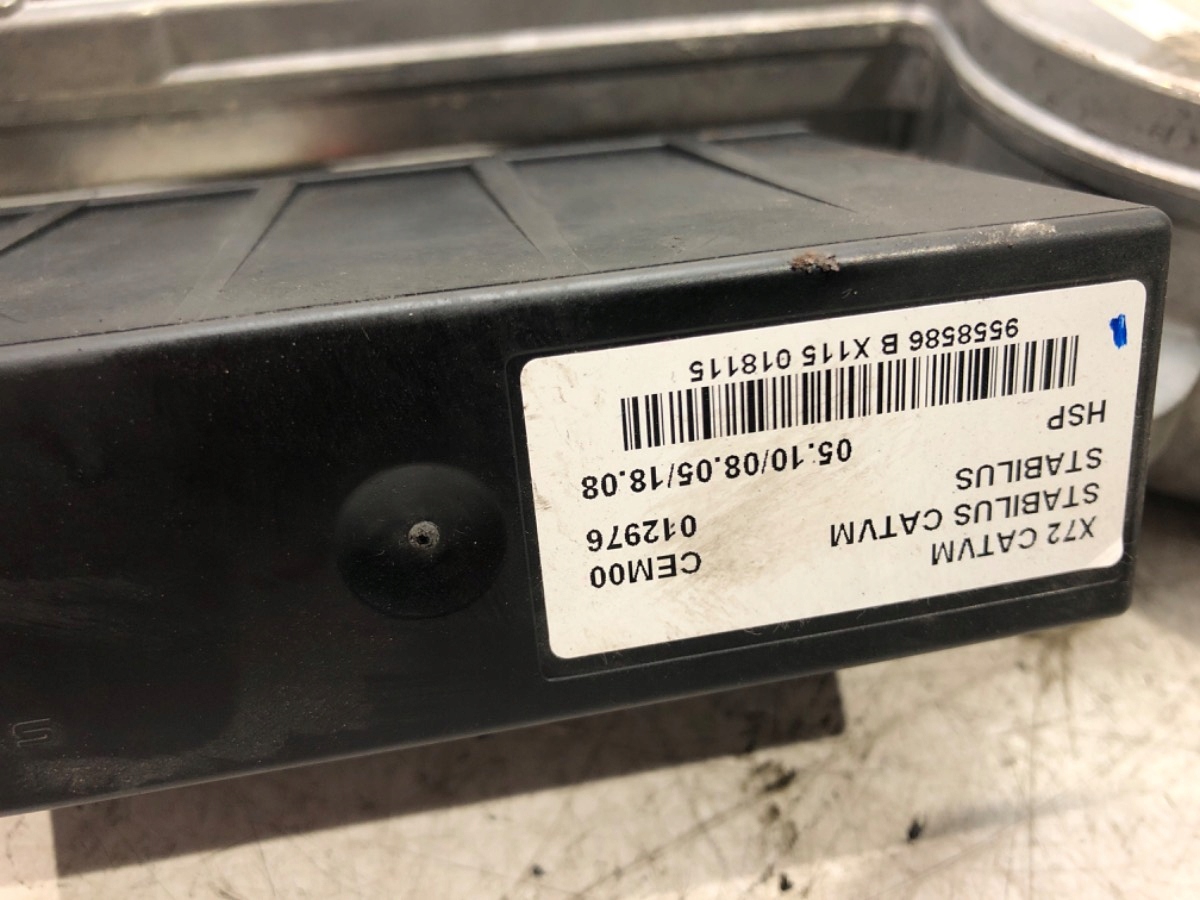 X72 CATVM CEM00
STABILUS CATVM 012976
STABILUS
HSP 05.10/08.05/18.08
9558586 B X115 018115
S